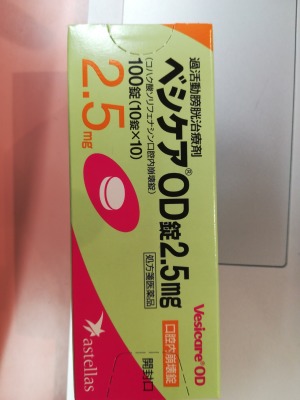 過活動膀胱治療剤
ベシケア®OD錠2.5mg
(コハク酸ソリフェナシン口腔内崩壊錠)
処方箋医薬品
100錠(10錠×10)
2.5mg
Vesicare®OD
口腔内崩壊錠
開封口
astellas